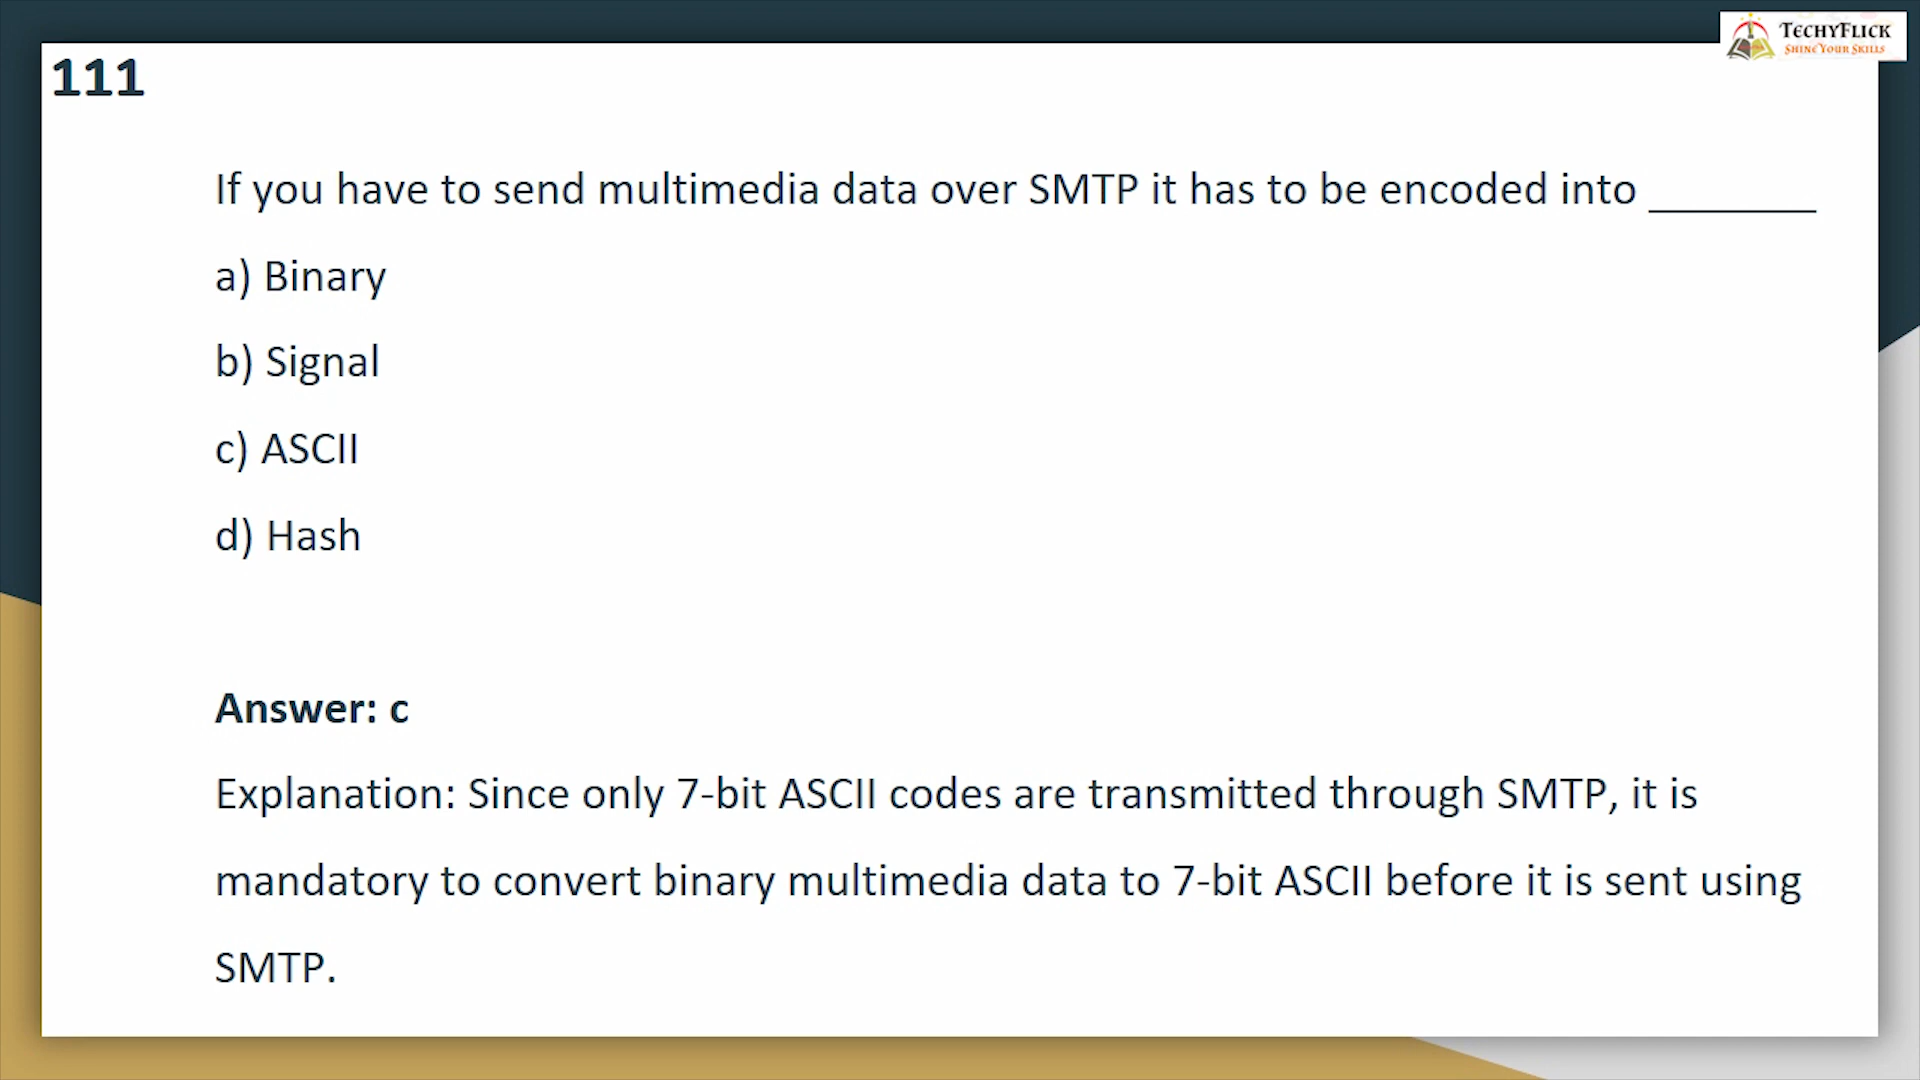 TECHYFLICK
SHINE YOUR SKILLS
111
If you have to send multimedia data over SMTP it has to be encoded into ________
a) Binary
b) Signal
c) ASCII
d) Hash
Answer: c
Explanation: Since only 7-bit ASCII codes are transmitted through SMTP, it is
mandatory to convert binary multimedia data to 7-bit ASCII before it is sent using
SMTP.